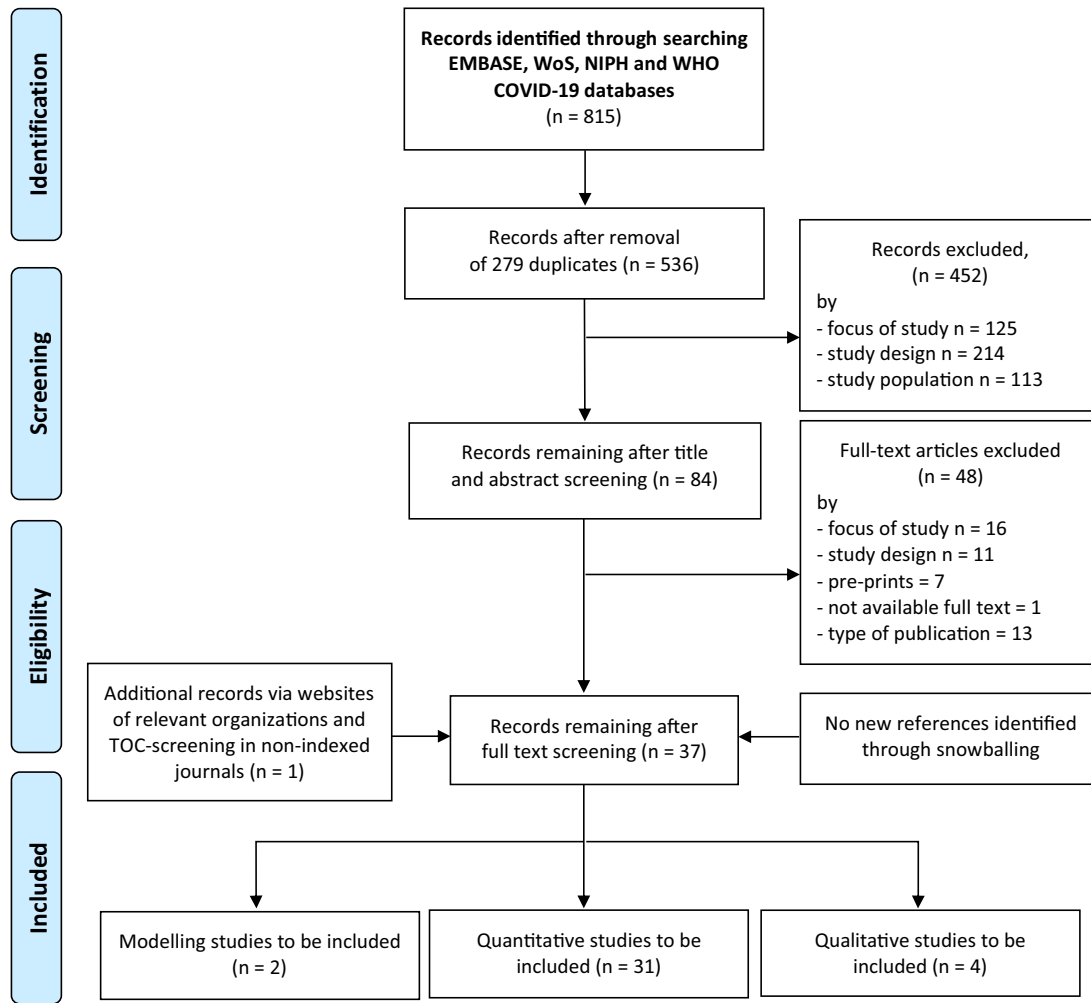 Identification
Records identified through searching
EMBASE, WoS, NIPH and WHO
COVID-19 databases
(n = 815)
Records after removal
of 279 duplicates (n = 536)
Records excluded,
(n = 452)
by
- focus of study n = 125
- study design n = 214
- study population n = 113
Screening
Records remaining after title
and abstract screening (n = 84)
Full-text articles excluded
(n = 48)
by
- focus of study n = 16
- study design n = 11
- pre-prints = 7
- not available full text = 1
- type of publication = 13
Eligibility
Additional records via websites
of relevant organizations and
TOC-screening in non-indexed
journals (n = 1)
Records remaining after
full text screening (n = 37)
No new references identified
through snowballing
Included
Modelling studies to be included
(n = 2)
Quantitative studies to be
included (n = 31)
Qualitative studies to be
included (n = 4)